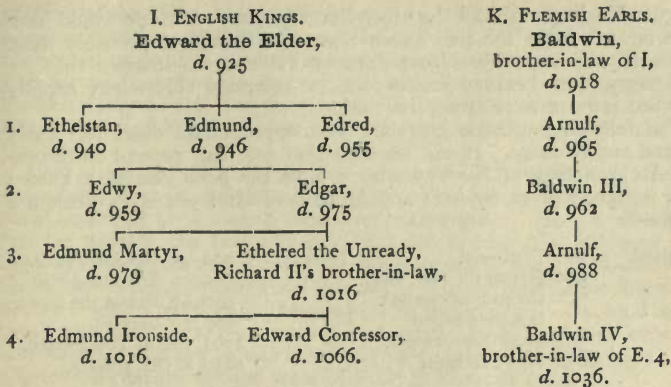 I. ENGLISH KINGS.
Edward the Elder,
d. 925
1. Ethelstan, Edmund, Edred,
d. 940 d. 946 d. 955
2. Edwy, Edgar,
d. 959 d. 975
3. Edmund Martyr, Ethelred the Unready,
d. 979 Richard II's brother-in-law,
d. 1016
4. Edmund Ironside, Edward Confessor,
d. 1016. d. 1066.
K. FLEMISH EARLS.
Baldwin,
brother-in-law of I,
d. 918
Arnulf,
d. 965
Baldwin III,
d. 962
Arnulf,
d. 988
Baldwin IV,
brother-in-law of E. 4,
d. 1036.